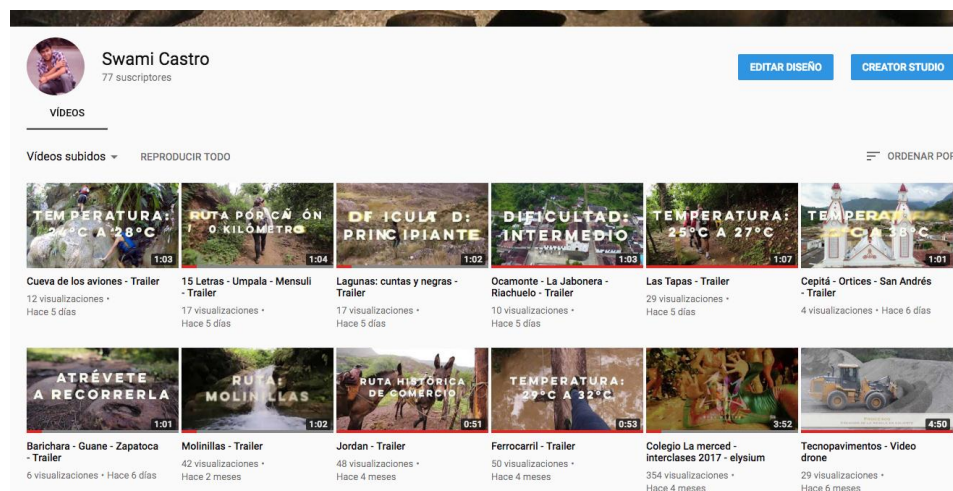 Swami Castro
77 suscriptores
EDITAR DISEÑO
CREATOR STUDIO
VÍDEOS
Vídeos subidos
REPRODUCIR TODO
ORDENAR POR
TEMPERATURA:
24°C A 28°C
1:03
RUTA POR CAÑÓN
0 KILÓMETRO
1:04
DIFICULTAD:
PRINCIPIANTE
1:02
DIFICULTAD:
INTERMEDIO
1:03
TEMPERATURA:
25°C A 27°C
1:07
A 38°C
1:01
Cueva de los aviones - Trailer
12 visualizaciones •
Hace 5 días
15 Letras - Umpala - Mensuli
- Trailer
17 visualizaciones •
Hace 5 días
Lagunas: cuntas y negras -
Trailer
17 visualizaciones •
Hace 5 días
Ocamonte - La Jabonera -
Riachuelo - Trailer
10 visualizaciones •
Hace 5 días
Las Tapas - Trailer
29 visualizaciones •
Hace 5 días
Cepitá - Ortices - San Andrés
- Trailer
4 visualizaciones • Hace 6 días
ATRÉVETE
A RECORRERLA
1:01
RUTA:
MOLINILLAS
1:02
RUTA HISTÓRICA
DE COMERCIO
0:51
TEMPERATURA:
29°C A 32°C
0:53
3:52
4:50
Barichara - Guane - Zapatoca
- Trailer
6 visualizaciones • Hace 6 días
Molinillas - Trailer
42 visualizaciones •
Hace 2 meses
Jordan - Trailer
48 visualizaciones •
Hace 4 meses
Ferrocarril - Trailer
50 visualizaciones •
Hace 4 meses
Colegio La merced -
interclases 2017 - elysium
354 visualizaciones •
Hace 4 meses
Tecnopavimentos - Video
drone
29 visualizaciones •
Hace 6 meses